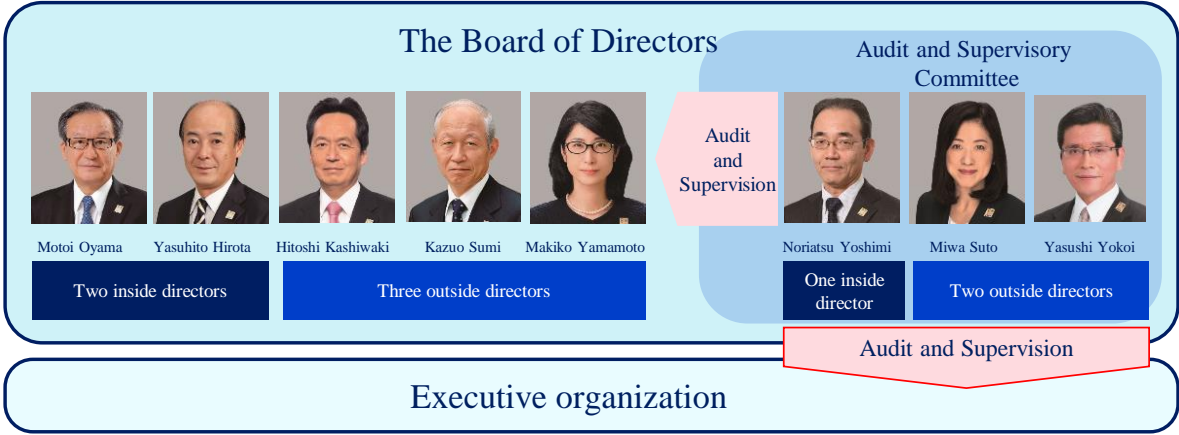 The Board of Directors
Audit and Supervisory
Committee
Audit
and
Supervision
Motoi Oyama
Yasuhito Hirota
Hitoshi Kashiwaki
Kazuo Sumi
Makiko Yamamoto
Noriatsu Yoshimi
Miwa Suto
Yasushi Yokoi
Two inside directors
Three outside directors
One inside
director
Two outside directors
Audit and Supervision
Executive organization